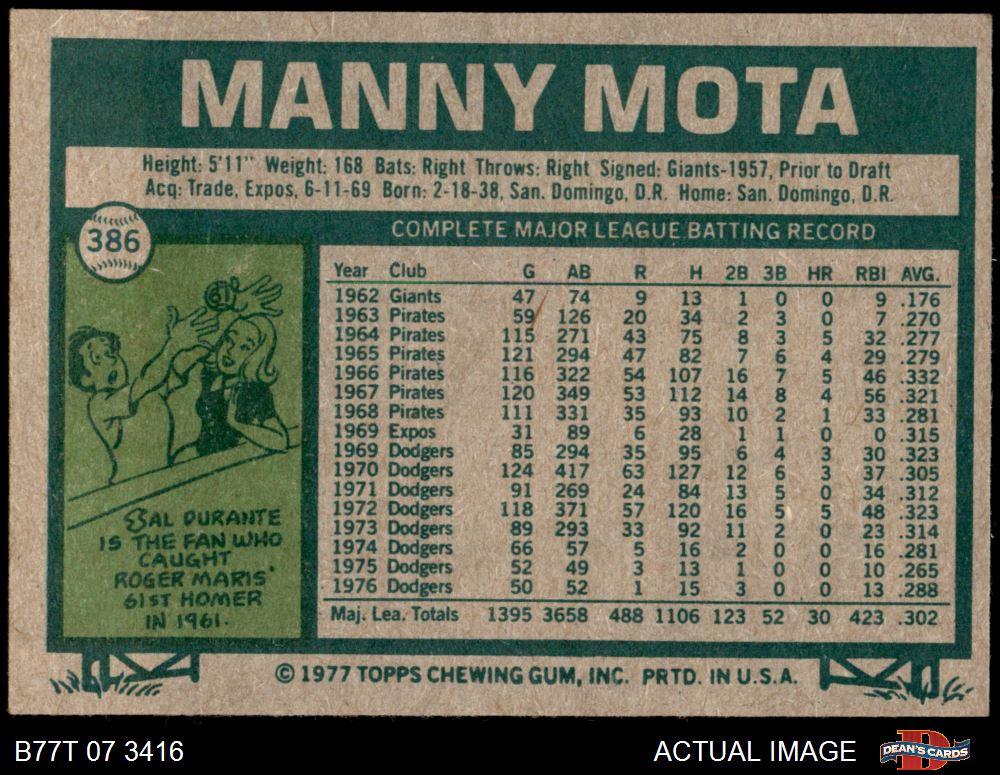 MANNY MOTA
Height: 5'11" Weight: 168 Bats: Right Throws: Right Signed: Giants-1957, Prior to Draft
Acq: Trade, Expos, 6-11-69 Born: 2-18-38, San. Domingo, D.R. Home: San. Domingo, D.R.
386
COMPLETE MAJOR LEAGUE BATTING RECORD
Year Club G AB R H 2B 3B HR RBI AVG.
1962 Giants 47 74 9 13 1 0 0 9 .176
1963 Pirates 59 126 20 34 2 3 0 7 .270
1964 Pirates 115 271 43 75 8 3 5 32 .277
1965 Pirates 121 294 47 82 7 6 4 29 .279
1966 Pirates 116 322 54 107 16 7 5 46 .332
1967 Pirates 120 349 53 112 14 8 4 56 .321
1968 Pirates 111 331 35 93 10 2 1 33 .281
1969 Expos 31 89 6 28 1 1 0 0 .315
1969 Dodgers 85 294 35 95 6 4 3 30 .323
1970 Dodgers 124 417 63 127 12 6 3 37 .305
1971 Dodgers 91 269 24 84 13 5 0 34 .312
1972 Dodgers 118 371 57 120 16 5 5 48 .323
1973 Dodgers 89 293 33 92 11 2 0 23 .314
1974 Dodgers 66 57 5 16 2 0 0 16 .281
1975 Dodgers 52 49 3 13 1 0 0 10 .265
1976 Dodgers 50 52 1 15 3 0 0 13 .288
Maj. Lea. Totals 1395 3658 488 1106 123 52 30 423 .302
61
SAL DURANTE
IS THE FAN WHO
CAUGHT
ROGER MARIS'
61ST HOMER
IN 1961.
© 1977 TOPPS CHEWING GUM, INC. PRTD. IN U.S.A.
B77T 07 3416
ACTUAL IMAGE
D
DEAN'S CARDS